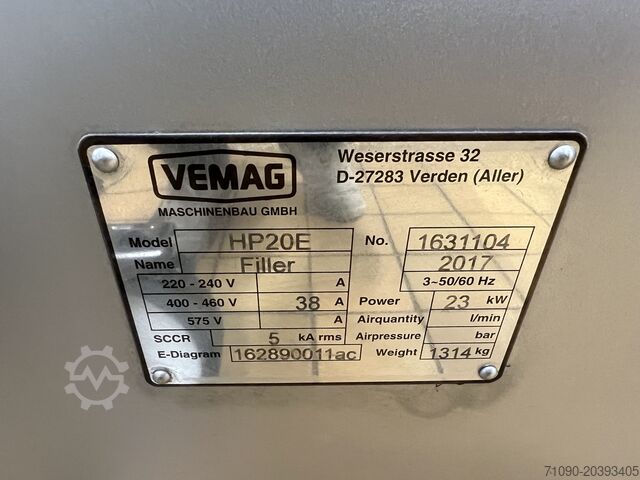 VEMAG
MASCHINENBAU GMBH
Weserstrasse 32
D-27283 Verden (Aller)
Model HP20E No. 1631104
Name Filler 2017
220 - 240 V A 3~50/60 Hz
400 - 460 V 38 A Power 23 kW
575 V A Airquantity l/min
SCCR 5 kA rms Airpressure bar
E-Diagram 162890011ac Weight 1314 kg
71090-20393405